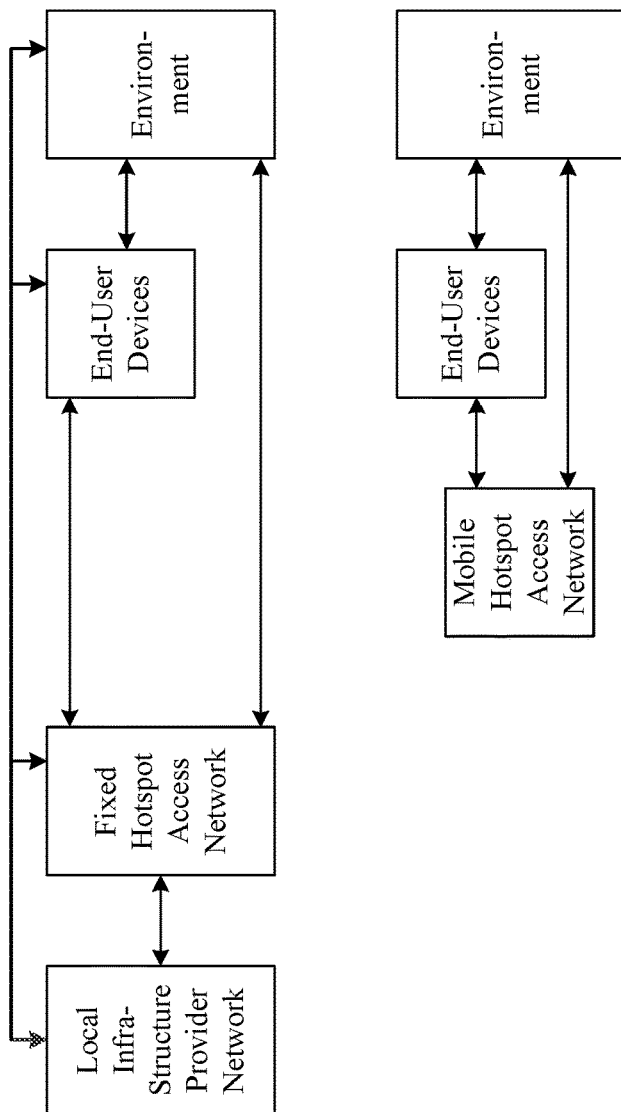 Local
Infra-
Structure
Provider
Network
Fixed
Hotspot
Access
Network
End-User
Devices
Environ-
ment
Mobile
Hotspot
Access
Network
End-User
Devices
Environ-
ment